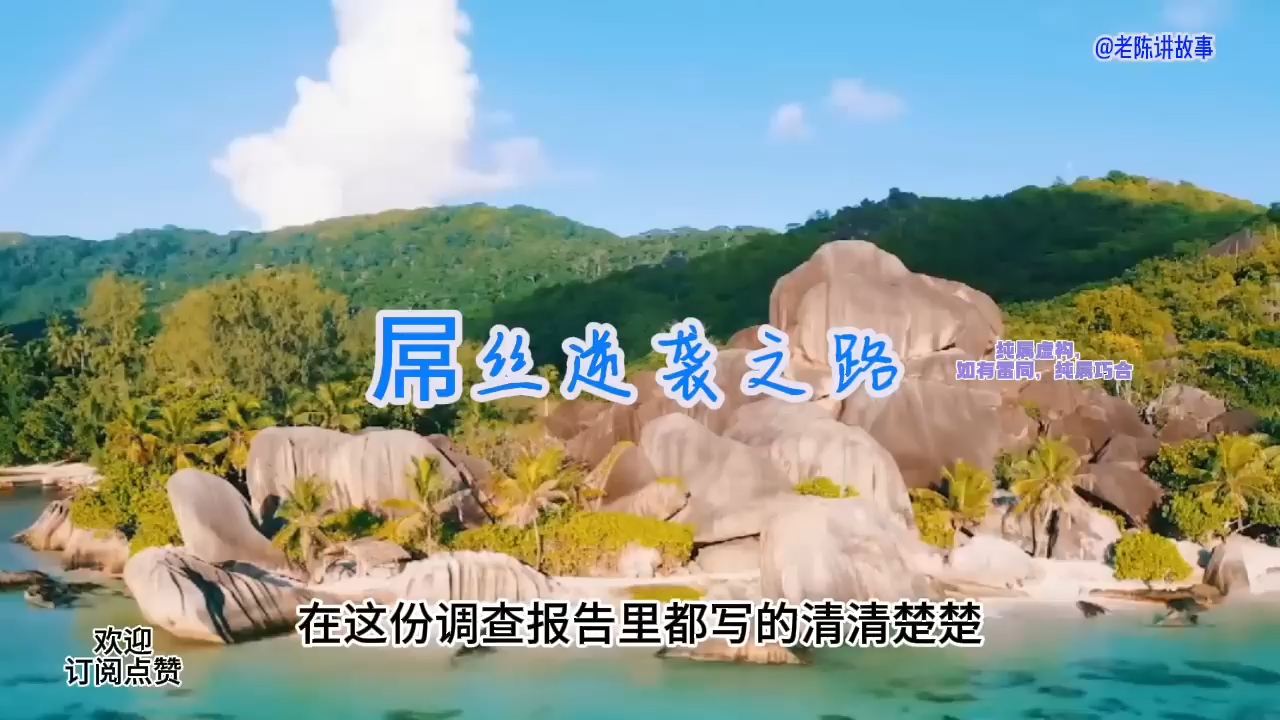 @老陈讲故事
屌丝逆袭之路
纯属虚构，
如有雷同，纯属巧合
在这份调查报告里都写的清清楚楚
欢迎
订阅点赞